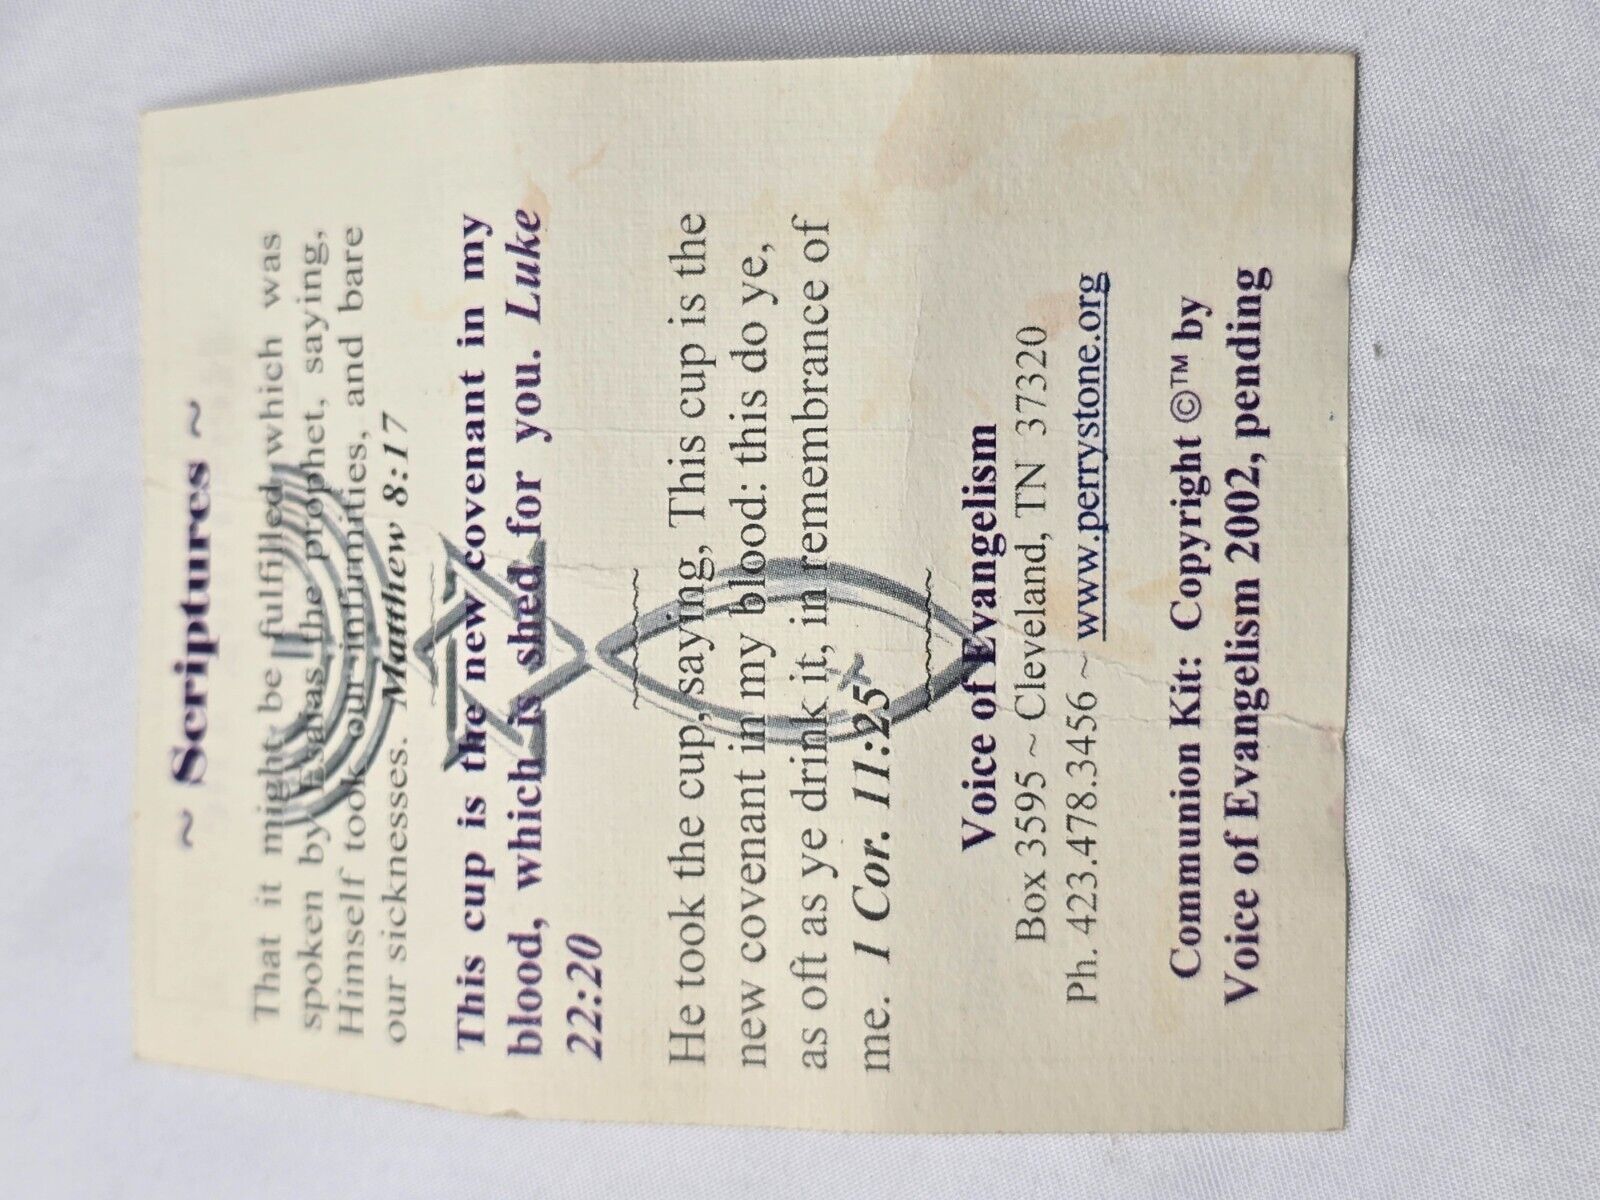 ~ Scriptures ~
That it might be fulfilled which was
spoken by Esaias the prophet, saying,
Himself took our infirmities, and bare
our sicknesses. Matthew 8:17
This cup is the new covenant in my
blood, which is shed for you. Luke
22:20
He took the cup, saying, This cup is the
new covenant in my blood: this do ye,
as oft as ye drink it, in remembrance of
me. 1 Cor. 11:25
Voice of Evangelism
Box 3595 ~ Cleveland, TN 37320
Ph. 423.478.3456 ~ www.perrystone.org
Communion Kit: Copyright ©™ by
Voice of Evangelism 2002, pending